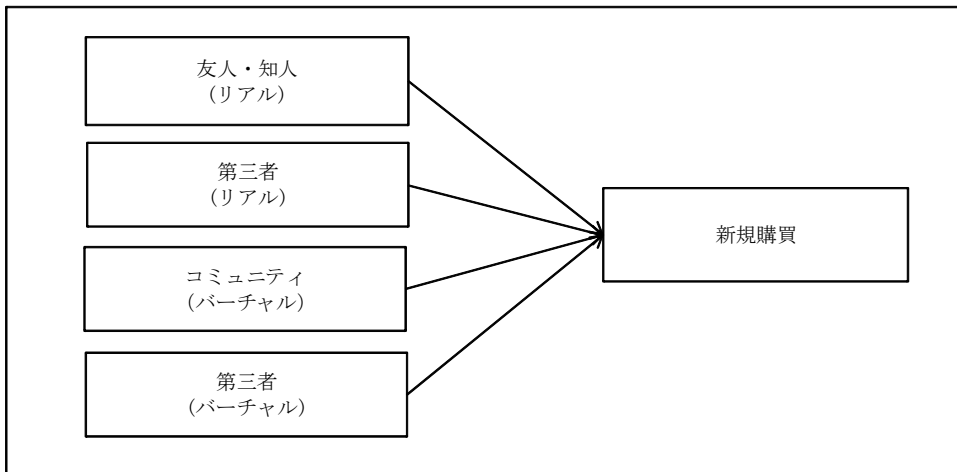 友人・知人
(リアル)
第三者
(リアル)
コミュニティ
(バーチャル)
第三者
(バーチャル)
新規購買